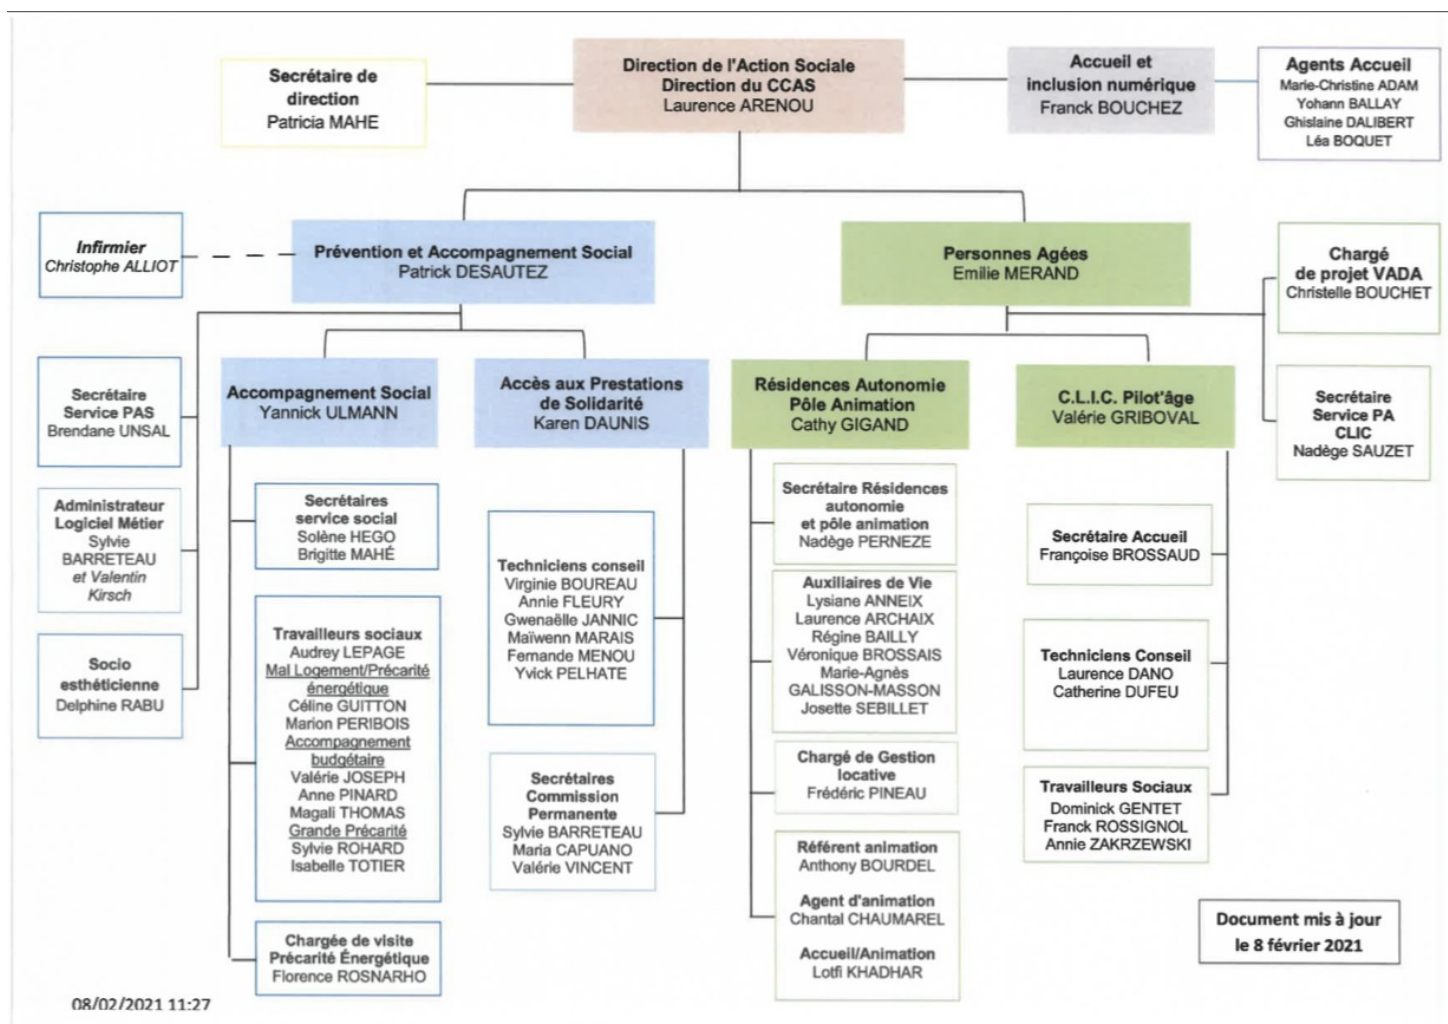 Secrétaire de
direction
Patricia MAHE
Direction de l'Action Sociale
Direction du CCAS
Laurence ARENOU
Accueil et
inclusion numérique
Franck BOUCHEZ
Agents Accueil
Marie-Christine ADAM
Yohann BALLAY
Ghislaine DALIBERT
Léa BOQUET
Infirmier
Christophe ALLIOT
Prévention et Accompagnement Social
Patrick DESAUTEZ
Personnes Agées
Emilie MERAND
Chargé
de projet VADA
Christelle BOUCHET
Secrétaire
Service PAS
Brendane UNSAL
Accompagnement Social
Yannick ULMANN
Accès aux Prestations
de Solidarité
Karen DAUNIS
Résidences Autonomie
Pôle Animation
Cathy GIGAND
C.L.I.C. Pilot'âge
Valérie GRIBOVAL
Secrétaire
Service PA
CLIC
Nadège SAUZET
Administrateur
Logiciel Métier
Sylvie
BARRETEAU
et Valentin
Kirsch
Socio
esthéticienne
Delphine RABU
Secrétaires
service social
Solène HEGO
Brigitte MAHÉ
Travailleurs sociaux
Audrey LEPAGE
Mal Logement/Précarité
énergétique
Céline GUITTON
Marion PERIBOIS
Accompagnement
budgétaire
Valérie JOSEPH
Anne PINARD
Magali THOMAS
Grande Précarité
Sylvie ROHARD
Isabelle TOTIER
Chargée de visite
Précarité Énergétique
Florence ROSNARHO
Techniciens conseil
Virginie BOUREAU
Annie FLEURY
Gwenaëlle JANNIC
Maïwenn MARAIS
Fernande MENOU
Yvick PELHATE
Secrétaires
Commission
Permanente
Sylvie BARRETEAU
Maria CAPUANO
Valérie VINCENT
Secrétaire Résidences
autonomie
et pôle animation
Nadège PERNEZE
Auxiliaires de Vie
Lysiane ANNEIX
Laurence ARCHAIX
Régine BAILLY
Véronique BROSSAIS
Marie-Agnès
GALISSON-MASSON
Josette SEBILLET
Chargé de Gestion
locative
Frédéric PINEAU
Référent animation
Anthony BOURDEL
Agent d'animation
Chantal CHAUMAREL
Accueil/Animation
Lotfi KHADHAR
Secrétaire Accueil
Françoise BROSSAUD
Techniciens Conseil
Laurence DANO
Catherine DUFEU
Travailleurs Sociaux
Dominick GENTET
Franck ROSSIGNOL
Annie ZAKRZEWSKI
Document mis à jour
le 8 février 2021
08/02/2021 11:27